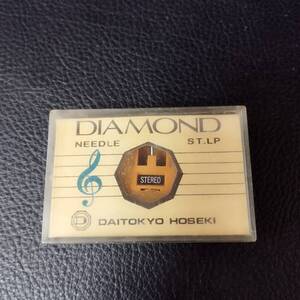 DIAMOND
NEEDLE ST.LP
STEREO
D DAITOKYO HOSEKI